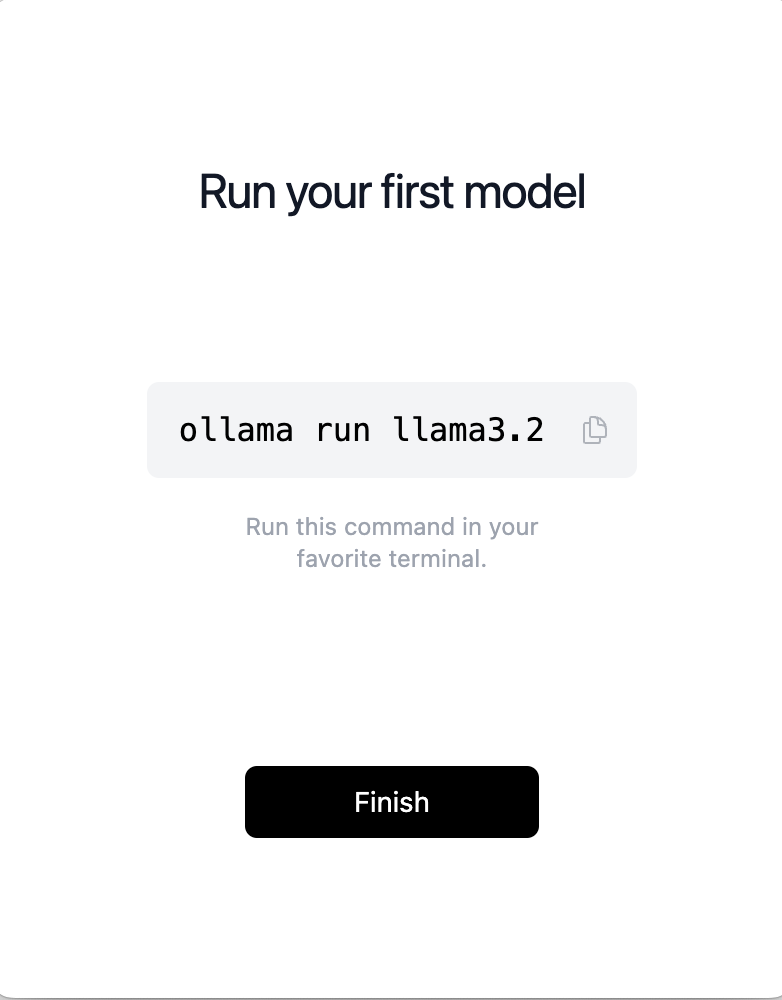 Run your first model
ollama run llama3.2
Run this command in your
favorite terminal.
Finish